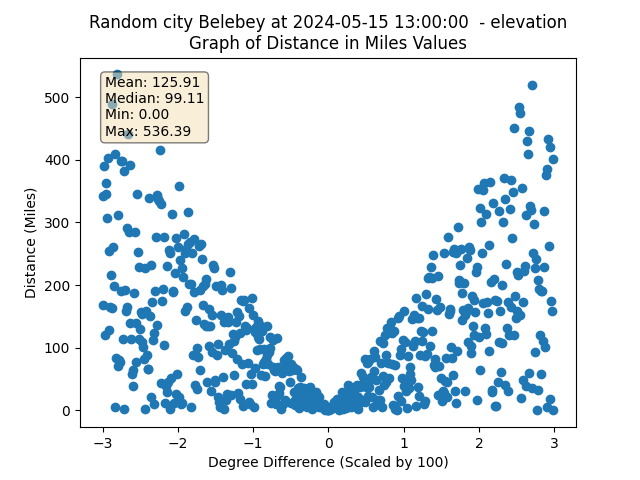 Random city Belebey at 2024-05-15 13:00:00  - elevation
Graph of Distance in Miles Values
Mean: 125.91
Median: 99.11
Min: 0.00
Max: 536.39
Distance (Miles)
500
400
300
200
100
0
−3
−2
−1
0
1
2
3
Degree Difference (Scaled by 100)